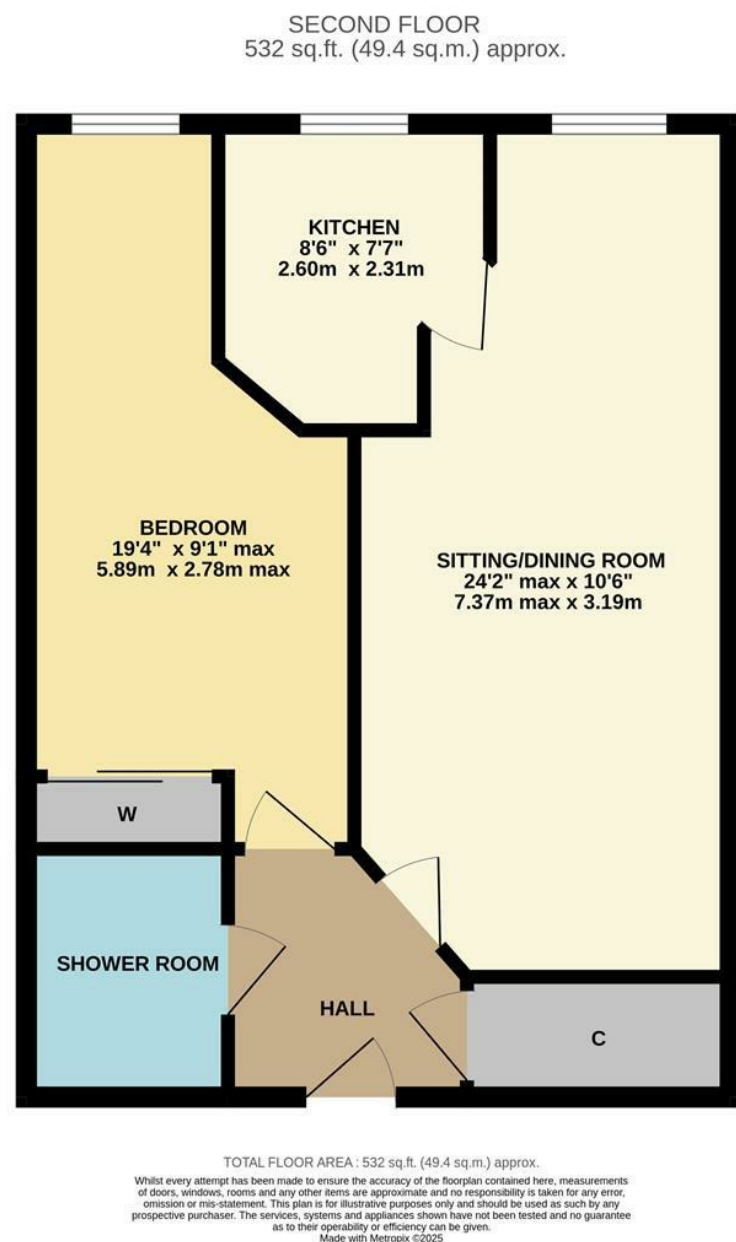 SECOND FLOOR
532 sq.ft. (49.4 sq.m.) approx.
KITCHEN
8'6" x 7'7"
2.60m x 2.31m
BEDROOM
19'4" x 9'1" max
5.89m x 2.78m max
SITTING/DINING ROOM
24'2" max x 10'6"
7.37m max x 3.19m
W
SHOWER ROOM
HALL
C
TOTAL FLOOR AREA : 532 sq.ft. (49.4 sq.m.) approx.
Whilst every attempt has been made to ensure the accuracy of the floorplan contained here, measurements
of doors, windows, rooms and any other items are approximate and no responsibility is taken for any error,
omission or mis-statement. This plan is for illustrative purposes only and should be used as such by any
prospective purchaser. The services, systems and appliances shown have not been tested and no guarantee
as to their operability or efficiency can be given.
Made with Metropix ©2025